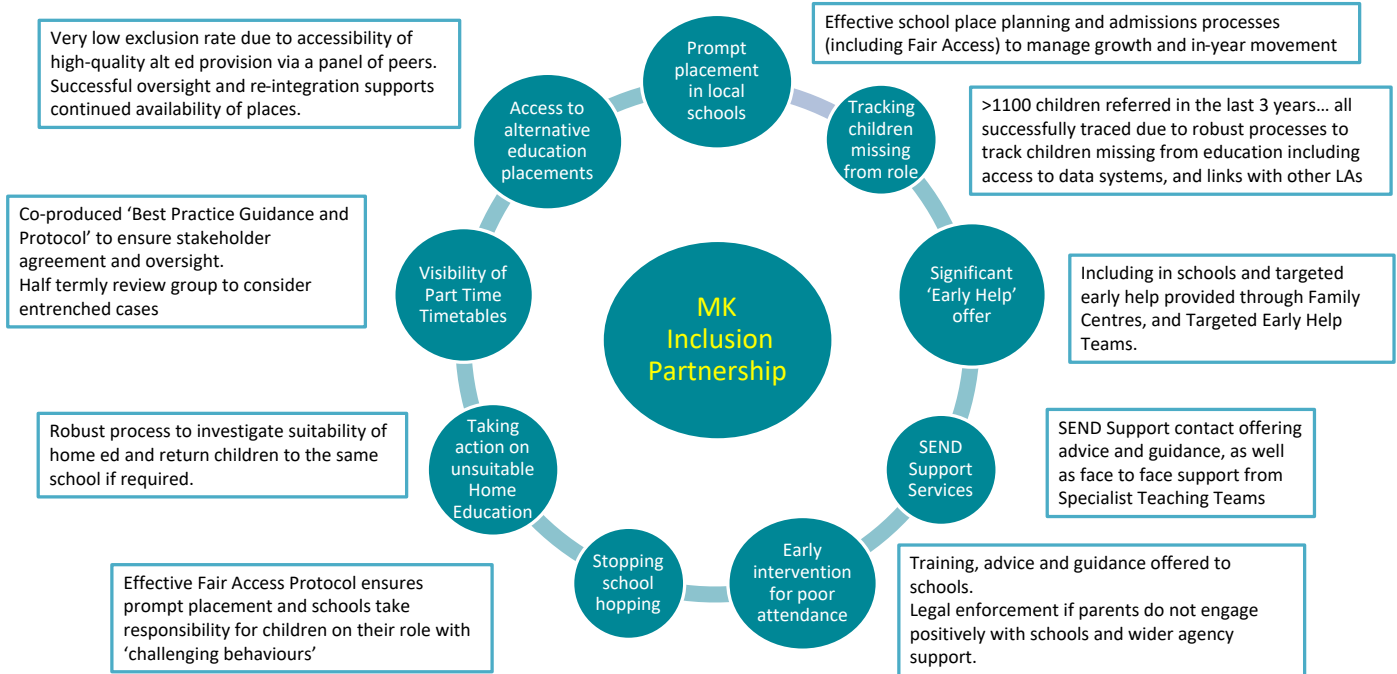 Very low exclusion rate due to accessibility of
high-quality alt ed provision via a panel of peers.
Successful oversight and re-integration supports
continued availability of places.
Prompt
placement
in local
schools
Effective school place planning and admissions processes
(including Fair Access) to manage growth and in-year movement
Access to
alternative
education
placements
Tracking
children
missing
from role
>1100 children referred in the last 3 years... all
successfully traced due to robust processes to
track children missing from education including
access to data systems, and links with other LAs
Co-produced ‘Best Practice Guidance and
Protocol’ to ensure stakeholder
agreement and oversight.
Half termly review group to consider
entrenched cases
Visibility of
Part Time
Timetables
MK
Inclusion
Partnership
Significant
‘Early Help’
offer
Including in schools and targeted
early help provided through Family
Centres, and Targeted Early Help
Teams.
Robust process to investigate suitability of
home ed and return children to the same
school if required.
Taking
action on
unsuitable
Home
Education
SEND
Support
Services
SEND Support contact offering
advice and guidance, as well
as face to face support from
Specialist Teaching Teams
Effective Fair Access Protocol ensures
prompt placement and schools take
responsibility for children on their role with
‘challenging behaviours’
Stopping
school
hopping
Early
intervention
for poor
attendance
Training, advice and guidance offered to
schools.
Legal enforcement if parents do not engage
positively with schools and wider agency
support.